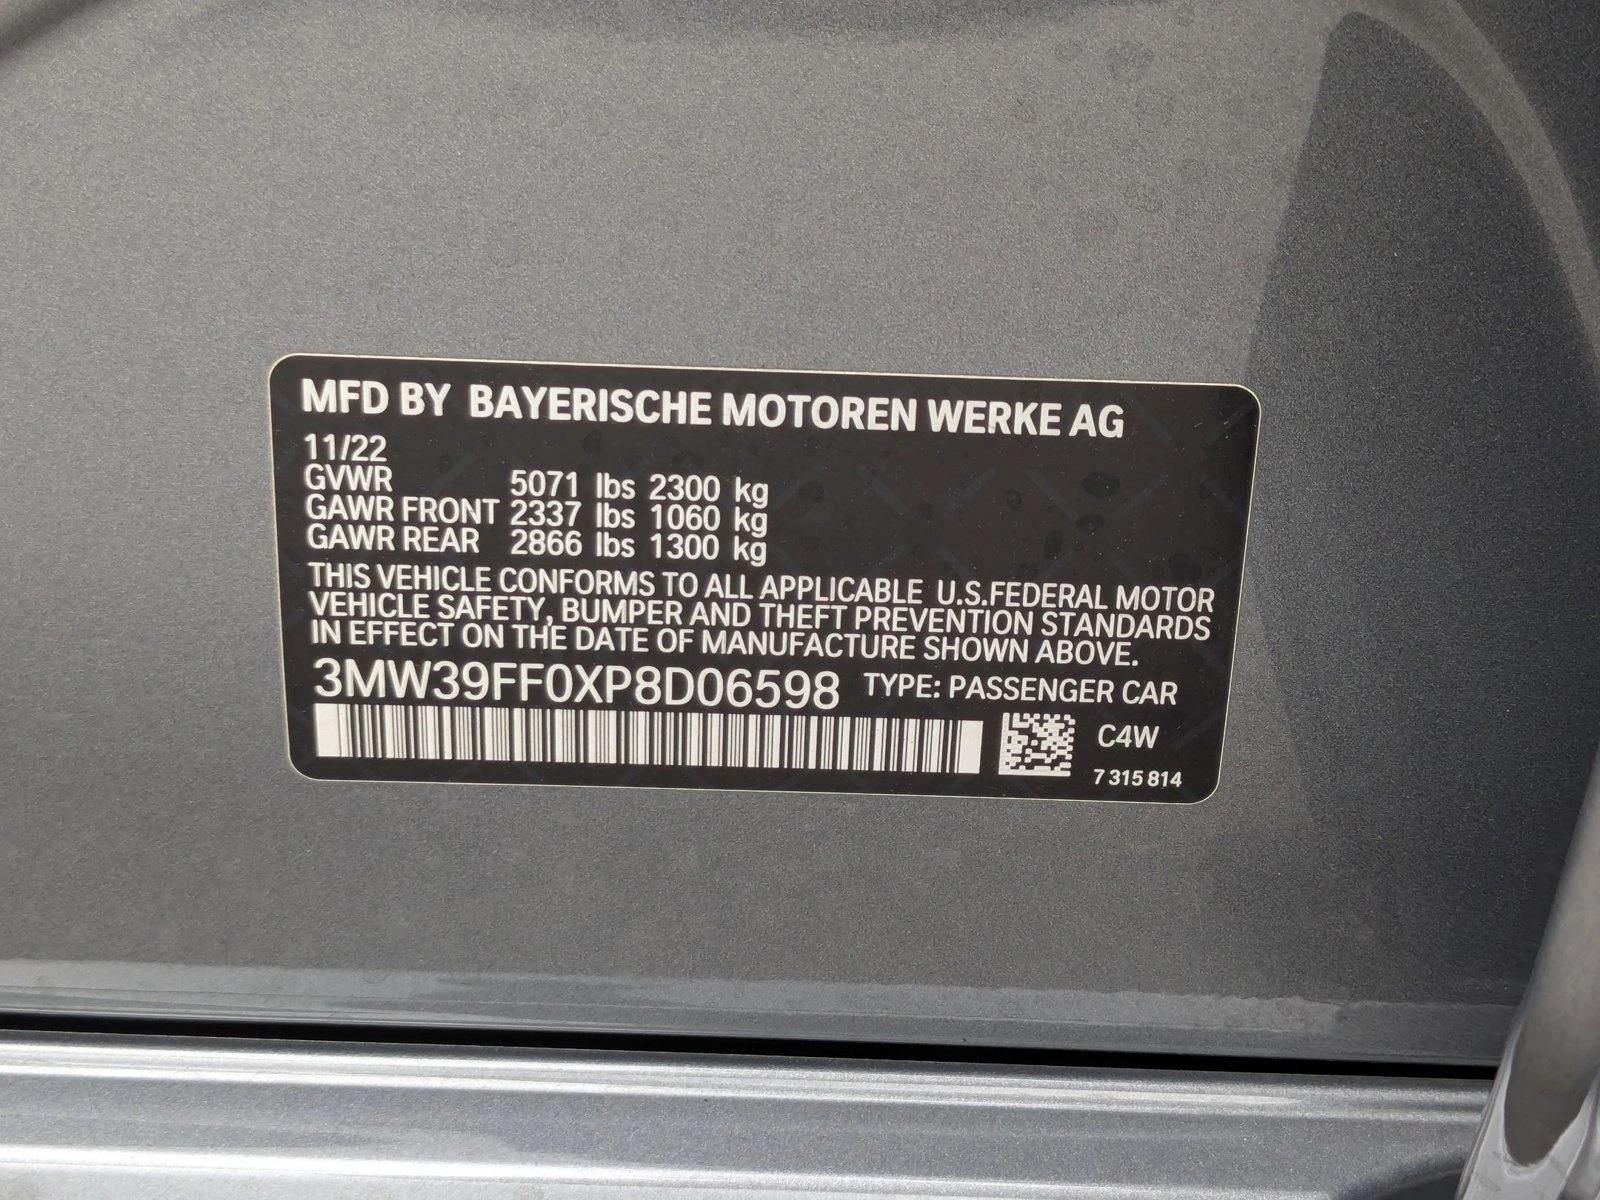 MFD BY BAYERISCHE MOTOREN WERKE AG
11/22
GVWR 5071 lbs 2300 kg
GAWR FRONT 2337 lbs 1060 kg
GAWR REAR 2866 lbs 1300 kg
THIS VEHICLE CONFORMS TO ALL APPLICABLE U.S.FEDERAL MOTOR
VEHICLE SAFETY, BUMPER AND THEFT PREVENTION STANDARDS
IN EFFECT ON THE DATE OF MANUFACTURE SHOWN ABOVE.
3MW39FF0XP8D06598 TYPE: PASSENGER CAR
C4W
7 315 814